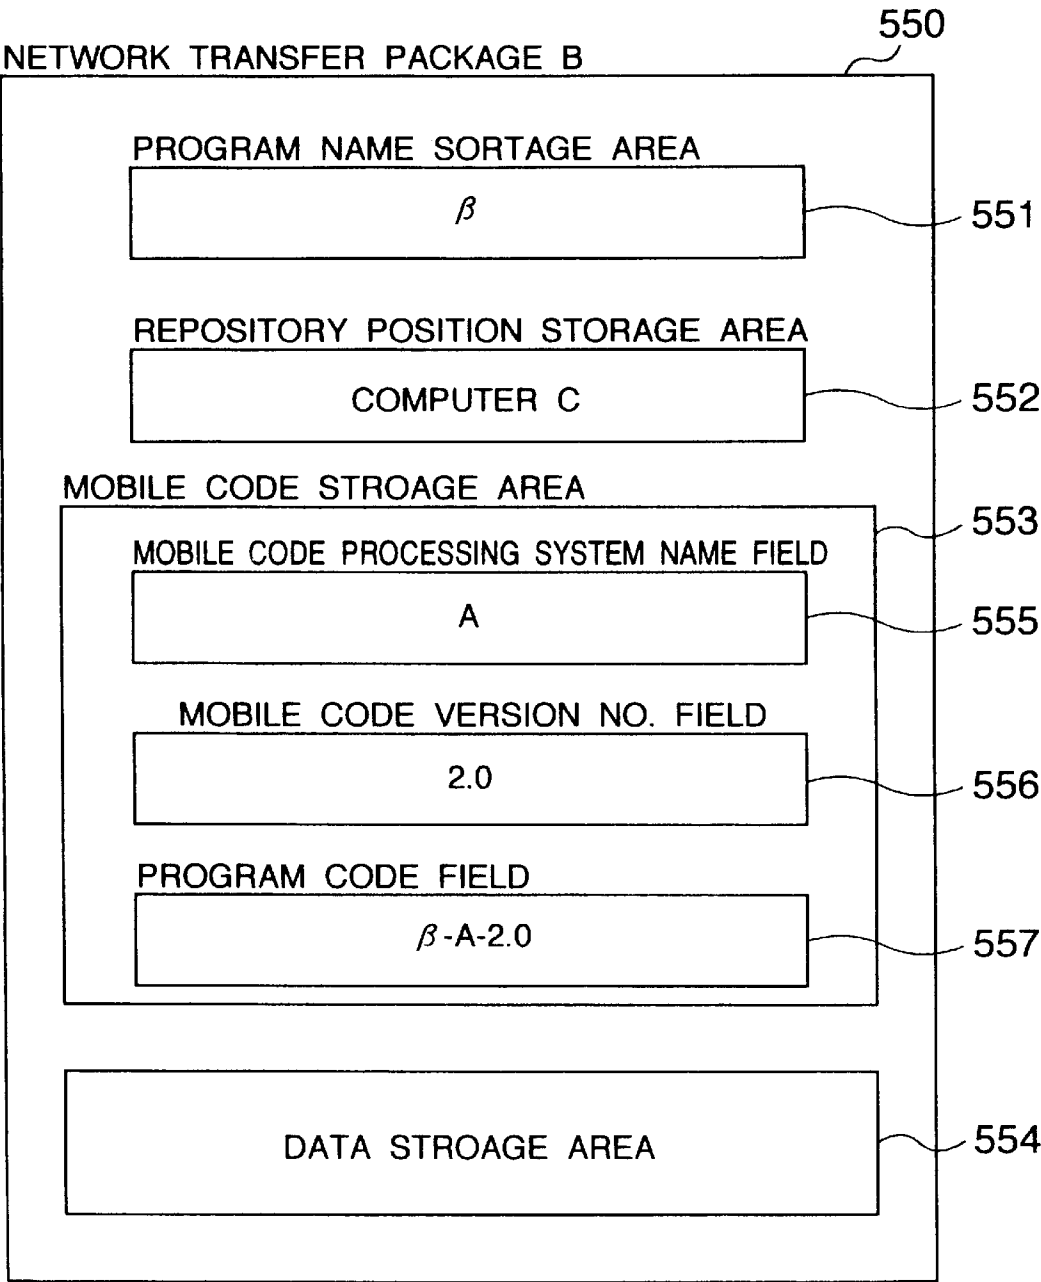 550
NETWORK TRANSFER PACKAGE B
PROGRAM NAME SORTAGE AREA
β
551
REPOSITORY POSITION STORAGE AREA
COMPUTER C
552
MOBILE CODE STROAGE AREA
553
MOBILE CODE PROCESSING SYSTEM NAME FIELD
A
555
MOBILE CODE VERSION NO. FIELD
2.0
556
PROGRAM CODE FIELD
β-A-2.0
557
DATA STROAGE AREA
554